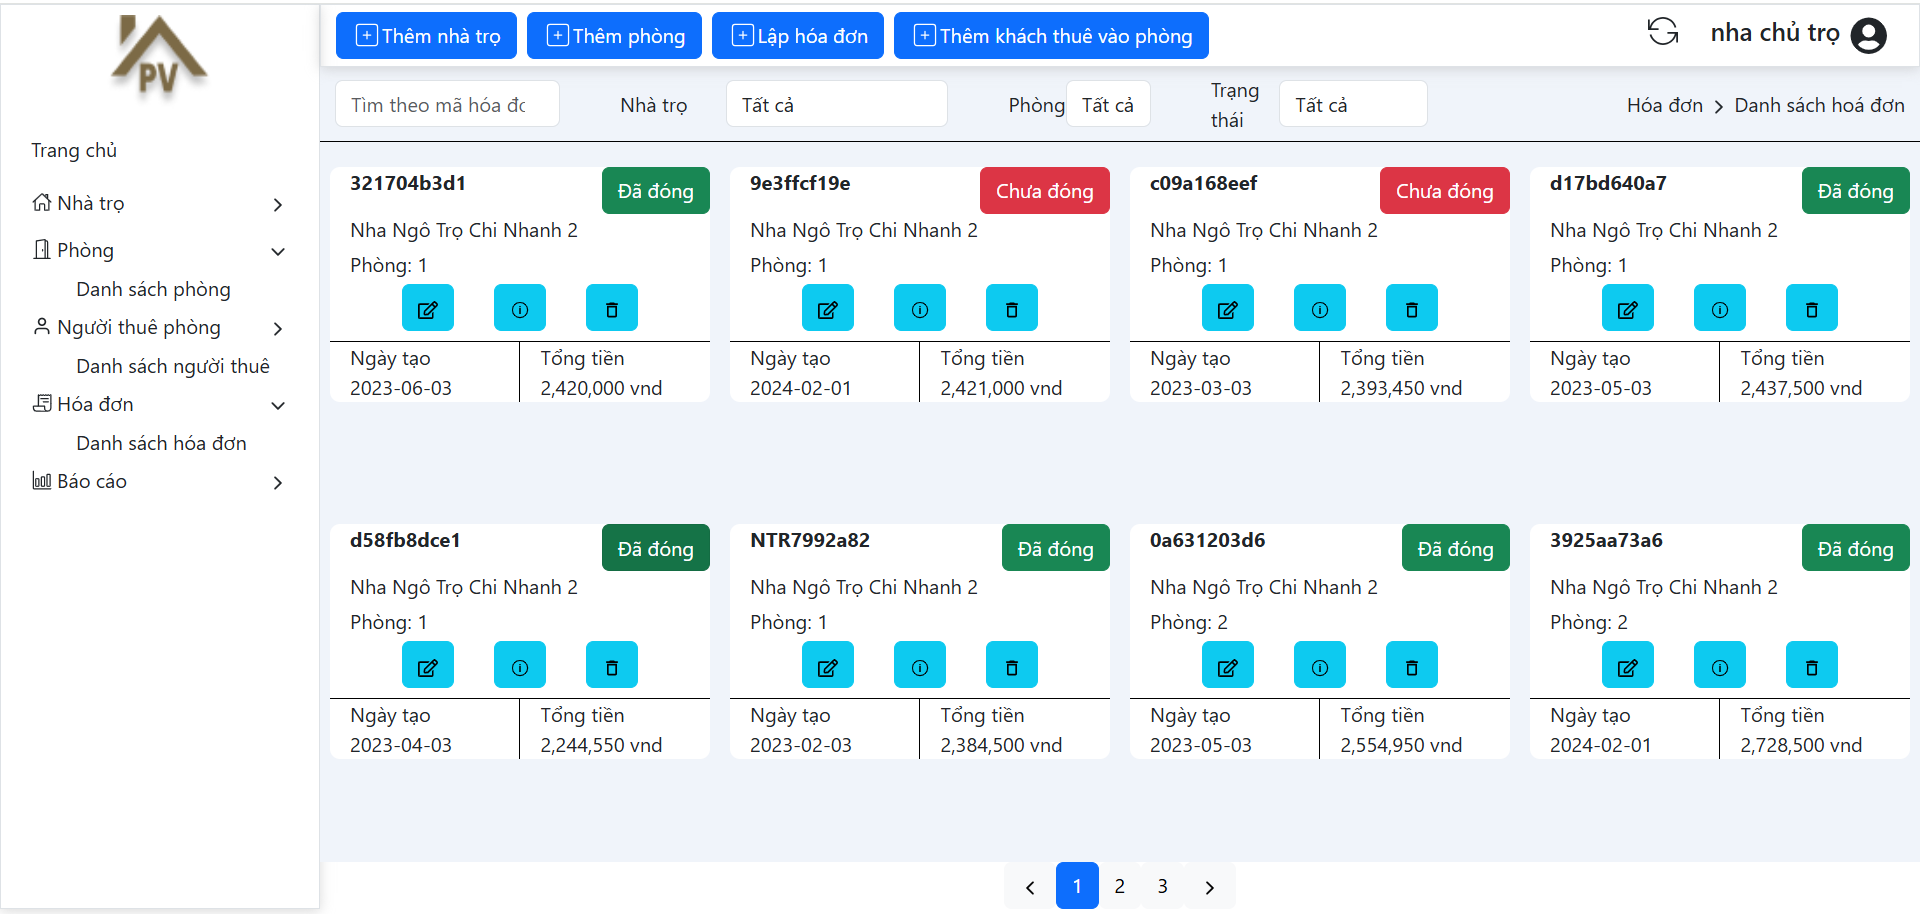 PV
Thêm nhà trọ
Thêm phòng
Lập hóa đơn
Thêm khách thuê vào phòng
nha chủ trọ
Trang chủ
Nhà trọ
Phòng
Danh sách phòng
Người thuê phòng
Danh sách người thuê
Hóa đơn
Danh sách hóa đơn
Báo cáo
Tìm theo mã hóa đc
Nhà trọ
Tất cả
Phòng
Tất cả
Trạng
thái
Tất cả
Hóa đơn
Danh sách hoá đơn
321704b3d1
Đã đóng
Nha Ngô Trọ Chi Nhanh 2
Phòng: 1
Ngày tạo
2023-06-03
Tổng tiền
2,420,000 vnd
9e3ffcf19e
Chưa đóng
Nha Ngô Trọ Chi Nhanh 2
Phòng: 1
Ngày tạo
2024-02-01
Tổng tiền
2,421,000 vnd
c09a168eef
Chưa đóng
Nha Ngô Trọ Chi Nhanh 2
Phòng: 1
Ngày tạo
2023-03-03
Tổng tiền
2,393,450 vnd
d17bd640a7
Đã đóng
Nha Ngô Trọ Chi Nhanh 2
Phòng: 1
Ngày tạo
2023-05-03
Tổng tiền
2,437,500 vnd
d58fb8dce1
Đã đóng
Nha Ngô Trọ Chi Nhanh 2
Phòng: 1
Ngày tạo
2023-04-03
Tổng tiền
2,244,550 vnd
NTR7992a82
Đã đóng
Nha Ngô Trọ Chi Nhanh 2
Phòng: 1
Ngày tạo
2023-02-03
Tổng tiền
2,384,500 vnd
0a631203d6
Đã đóng
Nha Ngô Trọ Chi Nhanh 2
Phòng: 2
Ngày tạo
2023-05-03
Tổng tiền
2,554,950 vnd
3925aa73a6
Đã đóng
Nha Ngô Trọ Chi Nhanh 2
Phòng: 2
Ngày tạo
2024-02-01
Tổng tiền
2,728,500 vnd
1
2
3